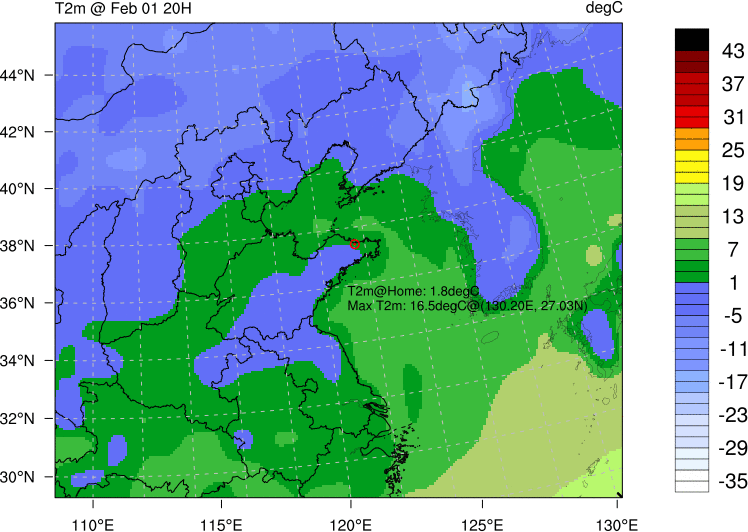 T2m @ Feb 01 20H
degC
44°N
42°N
40°N
38°N
36°N
34°N
32°N
30°N
110°E
115°E
120°E
125°E
130°E
T2m@Home: 1.8degC
Max T2m: 16.5degC@(130.20E, 27.03N)
43
37
31
25
19
13
7
1
-5
-11
-17
-23
-29
-35